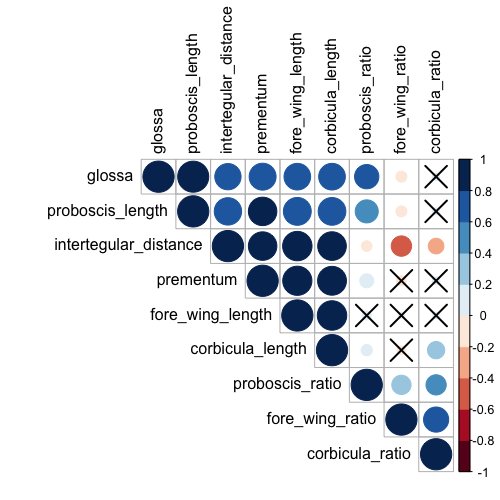 glossa
proboscis_length
intertegular_distance
prementum
fore_wing_length
corbicula_length
proboscis_ratio
fore_wing_ratio
corbicula_ratio
glossa
proboscis_length
intertegular_distance
prementum
fore_wing_length
corbicula_length
proboscis_ratio
fore_wing_ratio
corbicula_ratio
1
0.8
0.6
0.4
0.2
0
-0.2
-0.4
-0.6
-0.8
-1